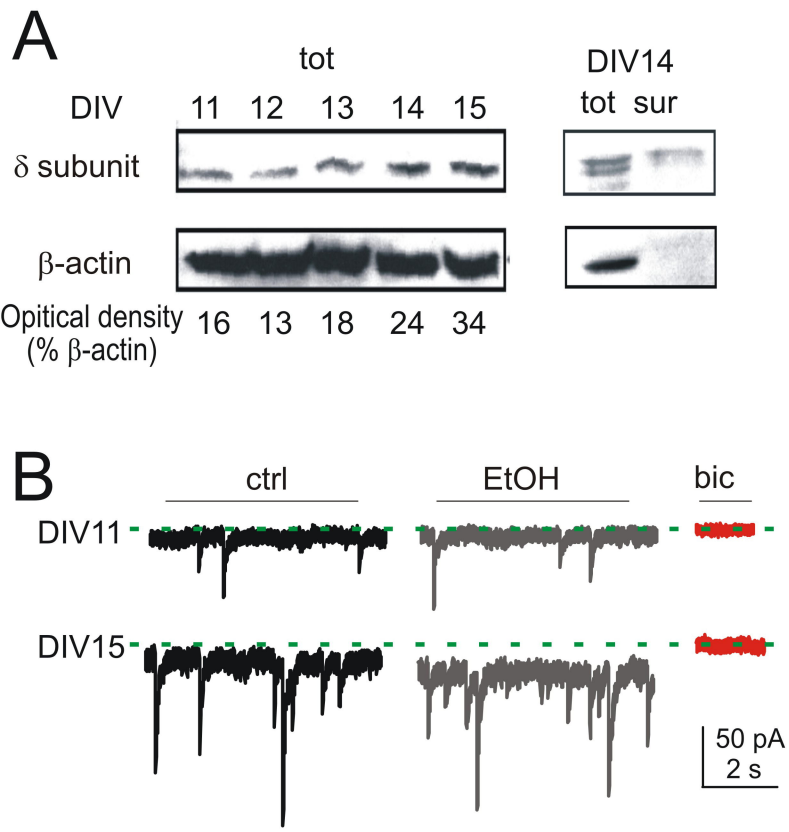 A
tot
DIV 11 12 13 14 15
δ subunit
β-actin
Opitical density
(% β-actin)
16 13 18 24 34
DIV14
tot sur
B
ctrl EtOH bic
DIV11
DIV15
50 pA
2 s